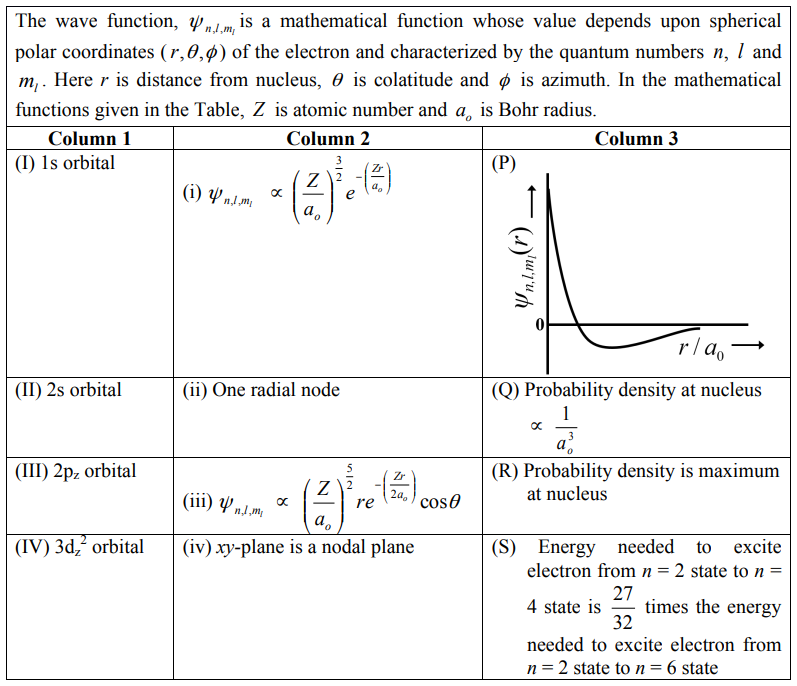 The wave function, ψn,l,ml is a mathematical function whose value depends upon spherical
polar coordinates (r,θ,ϕ) of the electron and characterized by the quantum numbers n, l and
ml. Here r is distance from nucleus, θ is colatitude and ϕ is azimuth. In the mathematical
functions given in the Table, Z is atomic number and ao is Bohr radius.
Column 1 Column 2 Column 3
(I) 1s orbital
(i) ψn,l,ml ∝ (Z/ao)^(3/2) e^-(Zr/ao)
(P)
ψn,l,ml(r)
0
r / a0
(II) 2s orbital
(ii) One radial node
(Q) Probability density at nucleus
∝ 1/ao^3
(III) 2pz orbital
(iii) ψn,l,ml ∝ (Z/ao)^(5/2) re^-(Zr/2ao) cosθ
(R) Probability density is maximum
at nucleus
(IV) 3dz² orbital
(iv) xy-plane is a nodal plane
(S) Energy needed to excite
electron from n = 2 state to n =
4 state is 27/32 times the energy
needed to excite electron from
n = 2 state to n = 6 state